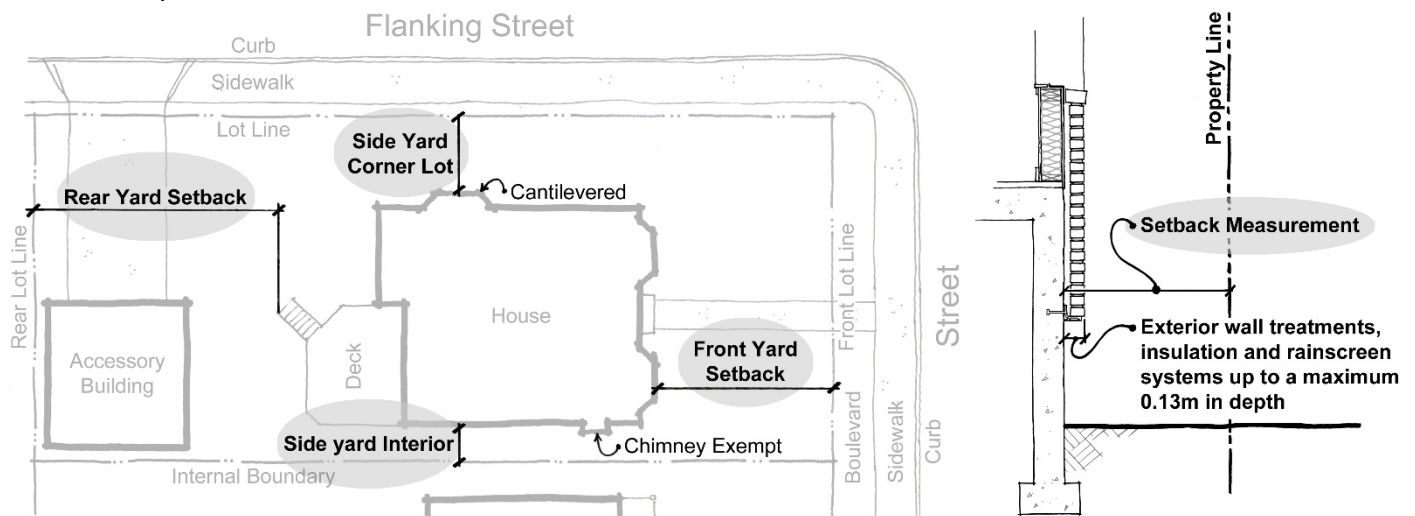 Flanking Street
Curb
Sidewalk
Lot Line
Side Yard
Corner Lot
Cantilevered
Rear Yard Setback
Rear Lot Line
Accessory
Building
Deck
House
Front Yard
Setback
Front Lot Line
Side yard Interior
Chimney Exempt
Internal Boundary
Boulevard
Sidewalk
Curb
Street
Property Line
Setback Measurement
Exterior wall treatments,
insulation and rainscreen
systems up to a maximum
0.13m in depth